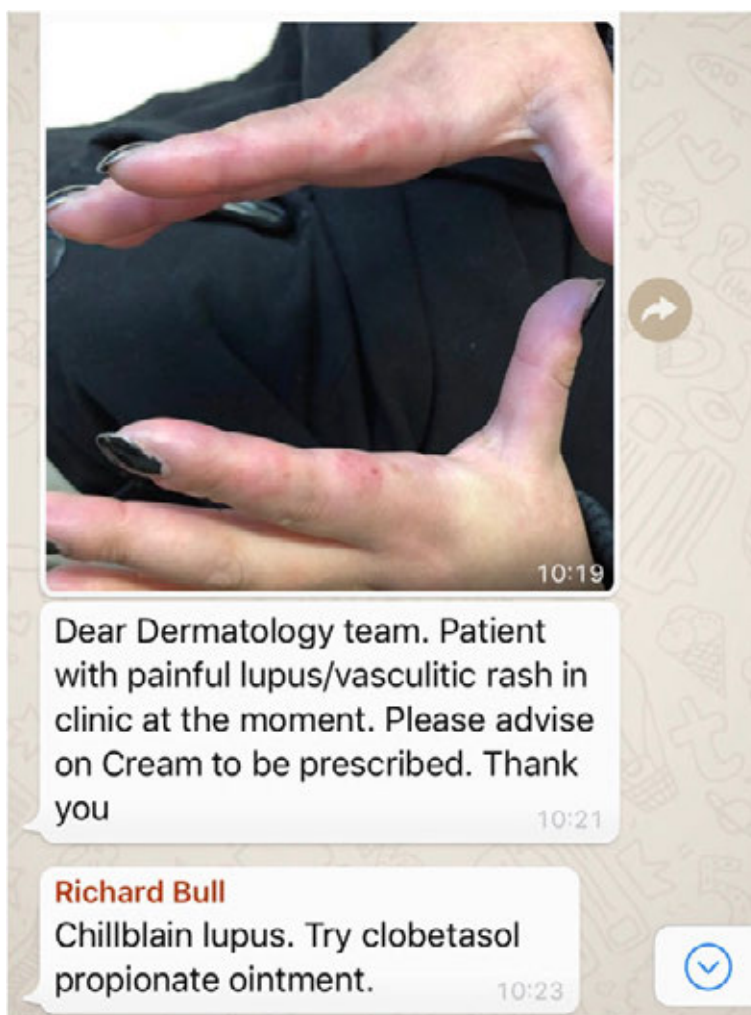 10:19
Dear Dermatology team. Patient
with painful lupus/vasculitic rash in
clinic at the moment. Please advise
on Cream to be prescribed. Thank
you
10:21
Richard Bull
Chillblain lupus. Try clobetasol
propionate ointment.
10:23